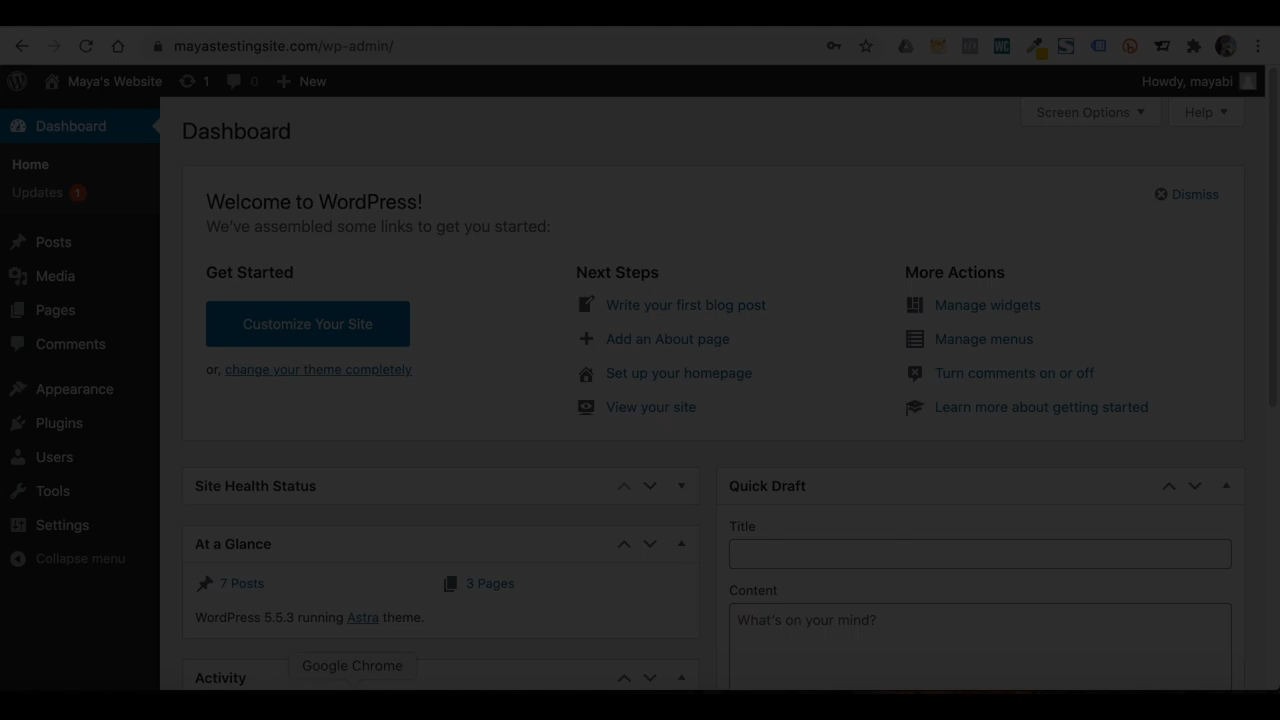 mayastestingsite.com/wp-admin/
Maya's Website 1 0 New
Howdy, mayabi
Dashboard
Home
Updates 1
Posts
Media
Pages
Comments
Appearance
Plugins
Users
Tools
Settings
Collapse menu
Dashboard
Screen Options
Help
Welcome to WordPress!
We've assembled some links to get you started:
Dismiss
Get Started
Customize Your Site
or, change your theme completely
Next Steps
Write your first blog post
Add an About page
Set up your homepage
View your site
More Actions
Manage widgets
Manage menus
Turn comments on or off
Learn more about getting started
Site Health Status
At a Glance
7 Posts
3 Pages
WordPress 5.5.3 running Astra theme.
Activity
Google Chrome
Quick Draft
Title
Content
What's on your mind?